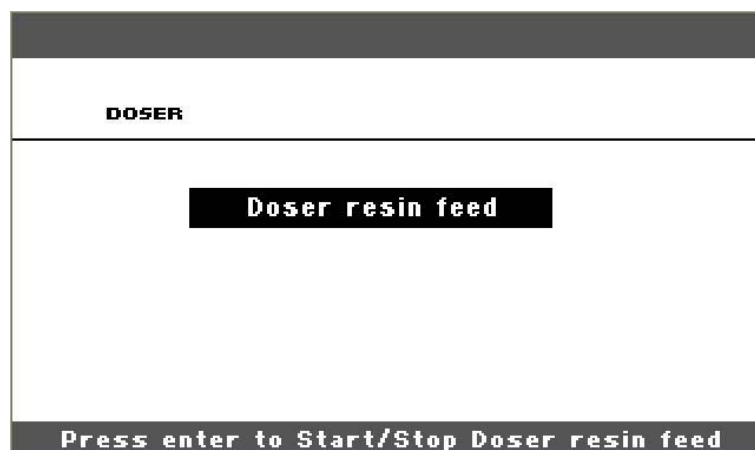 DOSER
Doser resin feed
Press enter to Start/Stop Doser resin feed